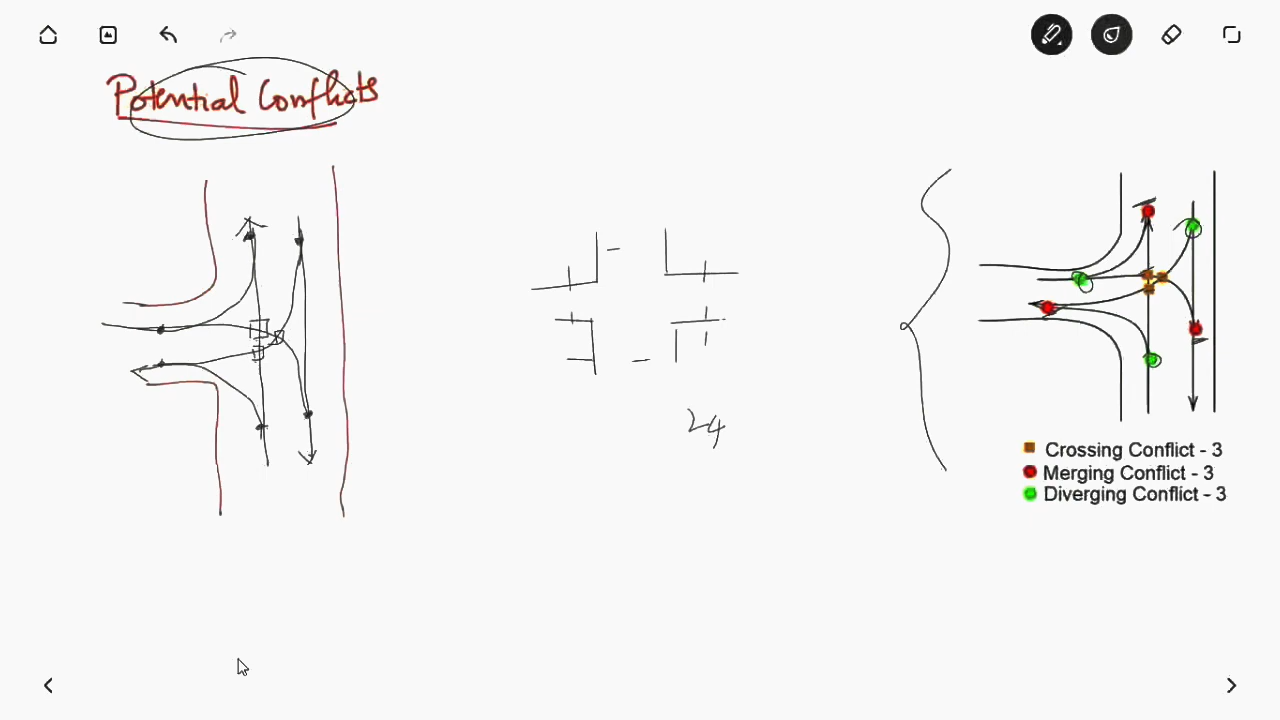 Potential Conflicts
24
Crossing Conflict - 3
Merging Conflict - 3
Diverging Conflict - 3